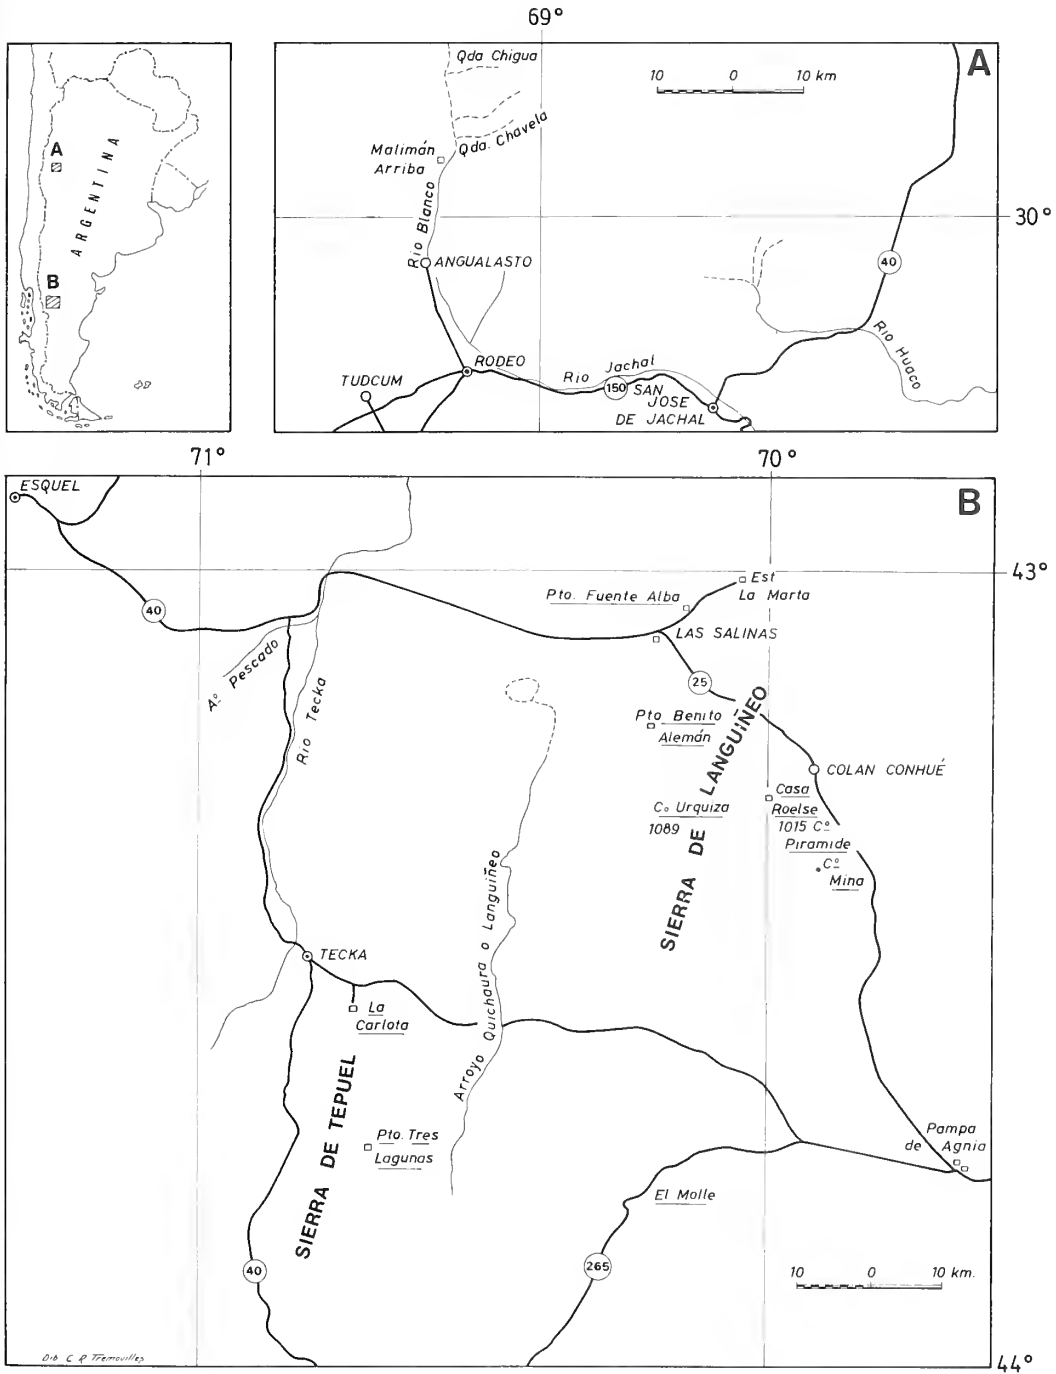 69°
A
B
ARGENTINA
A
10 0 10 km
Qda Chigua
Qda. Chavela
Malimán
Arriba
Rio Blanco
30°
ANGUALASTO
40
Rio Huaco
RODEO
TUDCUM
Rio Jachal
150
SAN
JOSE
DE JACHAL
71°
70°
B
ESQUEL
43°
Est
La Marta
Pto. Fuente Alba
40
LAS SALINAS
Aº Pescado
Rio Tecka
25
Pto Benito
Alemán
SIERRA DE LANGUIÑEO
COLAN CONHUÉ
Casa
Roelse
Cº Urquiza
1089
1015 Cº
Piramide
Cº
Mina
Arroyo Quichaura o Languiñeo
TECKA
La
Carlota
SIERRA DE TEPUEL
Pto. Tres
Lagunas
Pampa
de Agnia
El Molle
40
265
10 0 10 km.
Dib C R Tremouilles
44°